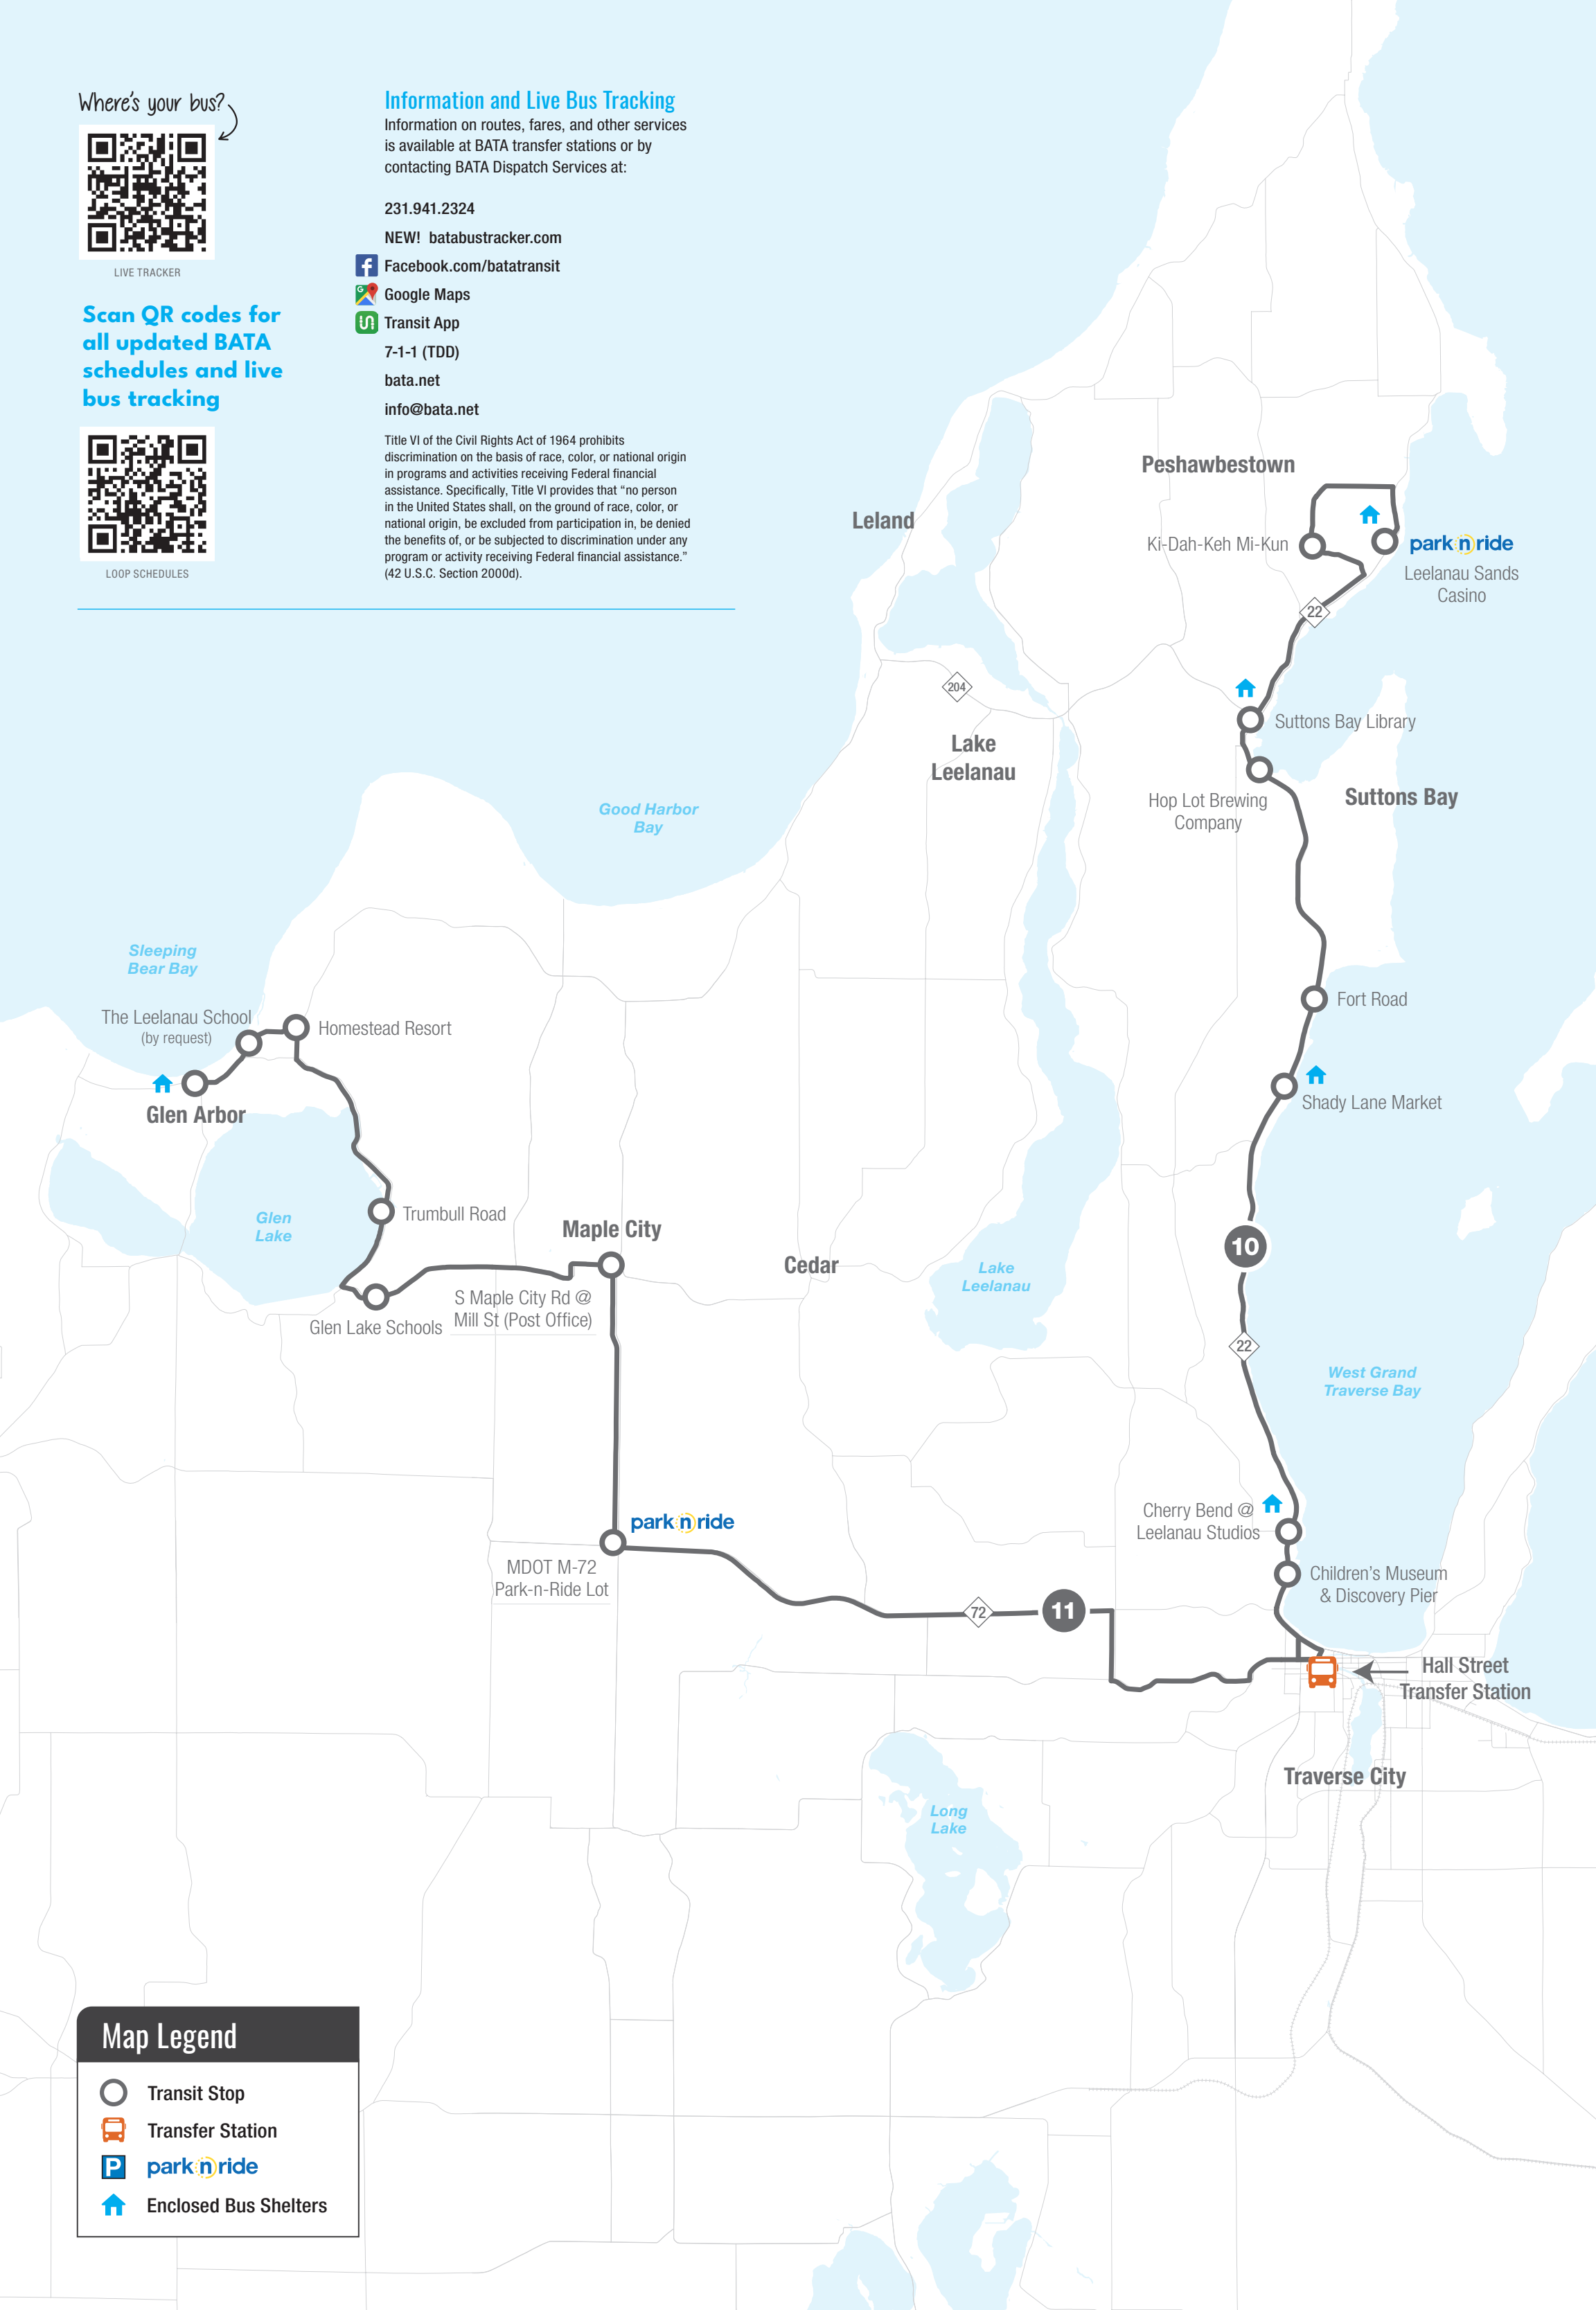 Where's your bus?
LIVE TRACKER
Scan QR codes for
all updated BATA
schedules and live
bus tracking
LOOP SCHEDULES
Information and Live Bus Tracking
Information on routes, fares, and other services
is available at BATA transfer stations or by
contacting BATA Dispatch Services at:
231.941.2324
NEW! batabustracker.com
Facebook.com/batatransit
Google Maps
Transit App
7-1-1 (TDD)
bata.net
info@bata.net
Title VI of the Civil Rights Act of 1964 prohibits
discrimination on the basis of race, color, or national origin
in programs and activities receiving Federal financial
assistance. Specifically, Title VI provides that “no person
in the United States shall, on the ground of race, color, or
national origin, be excluded from participation in, be denied
the benefits of, or be subjected to discrimination under any
program or activity receiving Federal financial assistance.”
(42 U.S.C. Section 2000d).
Peshawbestown
Leland
Ki-Dah-Keh Mi-Kun
park n ride
Leelanau Sands
Casino
22
204
Suttons Bay Library
Lake
Leelanau
Hop Lot Brewing
Company
Suttons Bay
Good Harbor
Bay
Sleeping
Bear Bay
Fort Road
The Leelanau School
(by request)
Homestead Resort
Glen Arbor
Shady Lane Market
Glen
Lake
Trumbull Road
Maple City
Cedar
10
Lake
Leelanau
S Maple City Rd @
Mill St (Post Office)
Glen Lake Schools
22
West Grand
Traverse Bay
park n ride
Cherry Bend @
Leelanau Studios
MDOT M-72
Park-n-Ride Lot
Children's Museum
& Discovery Pier
72
11
Hall Street
Transfer Station
Traverse City
Long
Lake
Map Legend
Transit Stop
Transfer Station
P park n ride
Enclosed Bus Shelters